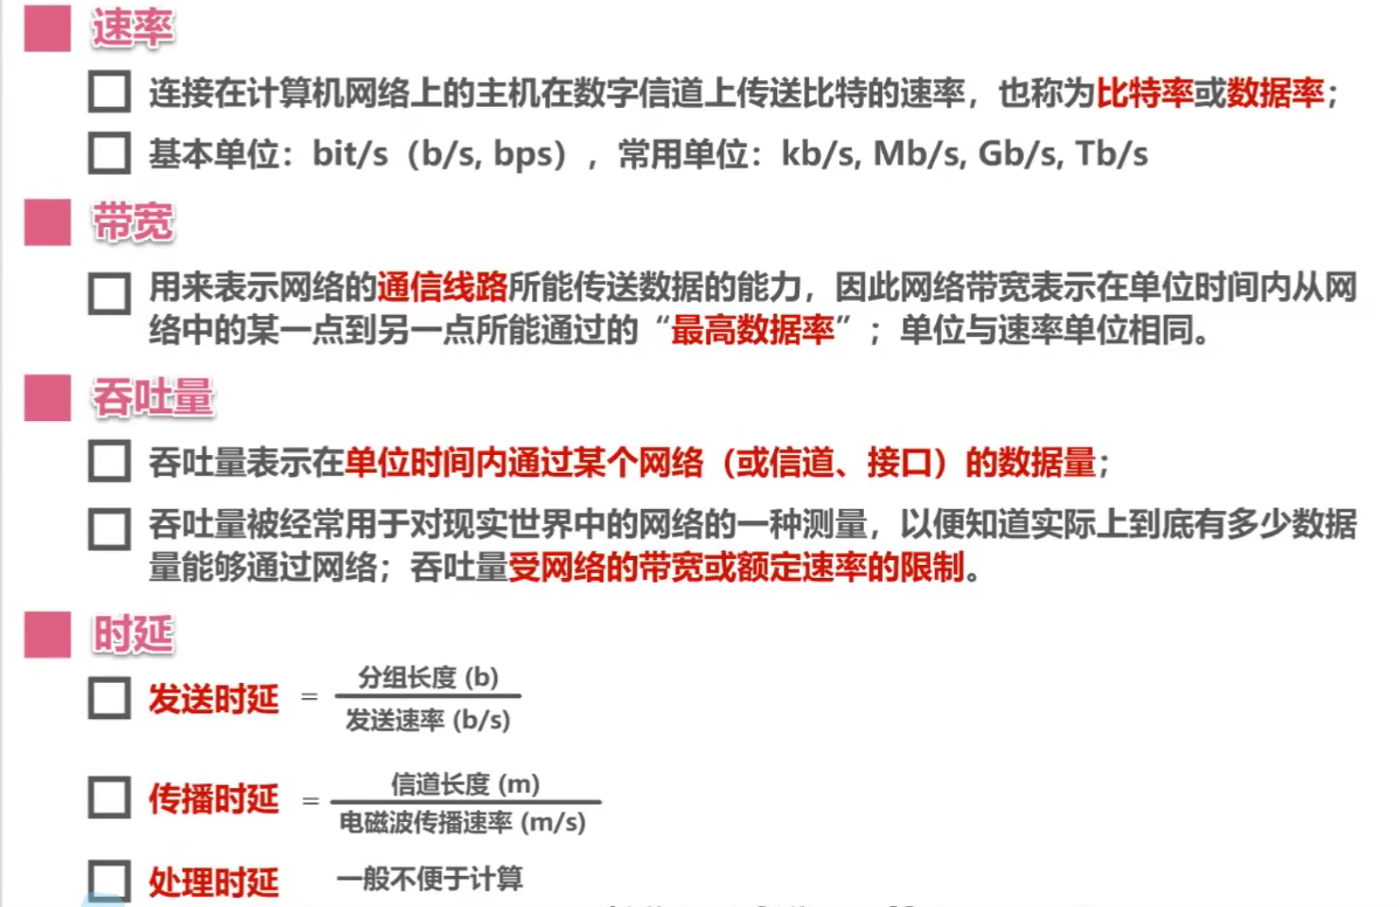 速率
连接在计算机网络上的主机在数字信道上传送比特的速率，也称为比特率或数据率；
基本单位：bit/s（b/s, bps），常用单位：kb/s, Mb/s, Gb/s, Tb/s
带宽
用来表示网络的通信线路所能传送数据的能力，因此网络带宽表示在单位时间内从网
络中的某一点到另一点所能通过的“最高数据率”；单位与速率单位相同。
吞吐量
吞吐量表示在单位时间内通过某个网络（或信道、接口）的数据量；
吞吐量被经常用于对现实世界中的网络的一种测量，以便知道实际上到底有多少数据
量能够通过网络；吞吐量受网络的带宽或额定速率的限制。
时延
发送时延 =
分组长度 (b)
发送速率 (b/s)
传播时延 =
信道长度 (m)
电磁波传播速率 (m/s)
处理时延 一般不便于计算